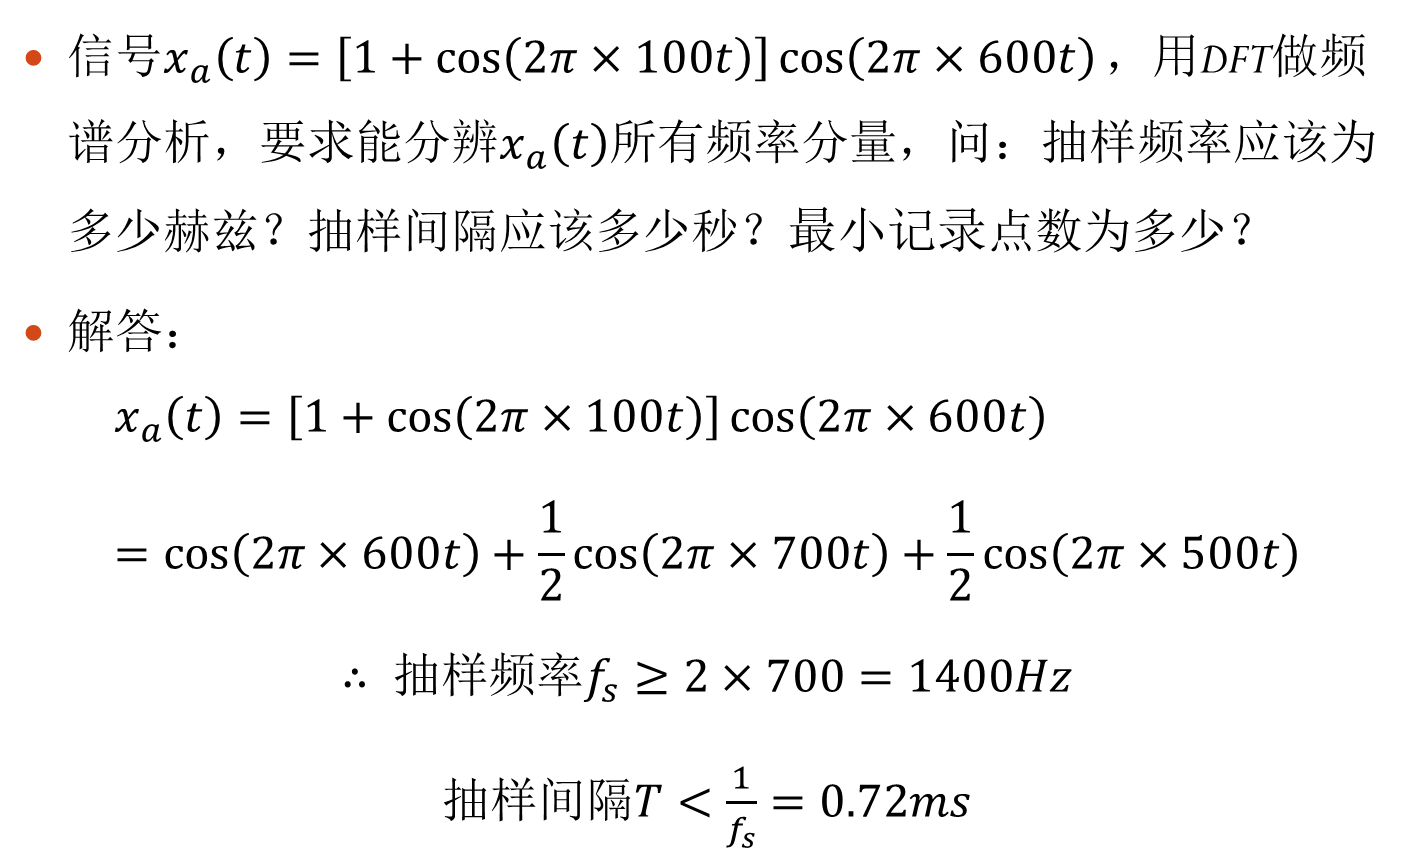 • 信号xₐ(t) = [1 + cos(2π × 100t)] cos(2π × 600t)，用DFT做频
谱分析，要求能分辨xₐ(t)所有频率分量，问：抽样频率应该为
多少赫兹？抽样间隔应该多少秒？最小记录点数为多少？
• 解答：
xₐ(t) = [1 + cos(2π × 100t)] cos(2π × 600t)
= cos(2π × 600t) + 1/2 cos(2π × 700t) + 1/2 cos(2π × 500t)
∴ 抽样频率fₛ ≥ 2 × 700 = 1400Hz
抽样间隔T < 1/fₛ = 0.72ms